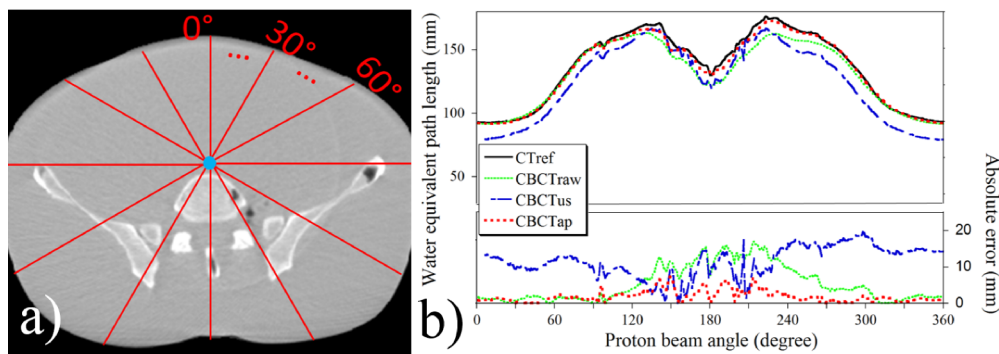 0° ... 30° ... 60°
a)
Water equivalent path length (mm)
150
100
50
CTref
CBCTraw
CBCTus
CBCTap
Absolute error (mm)
20
10
0
0 60 120 180 240 300 360
Proton beam angle (degree)
b)